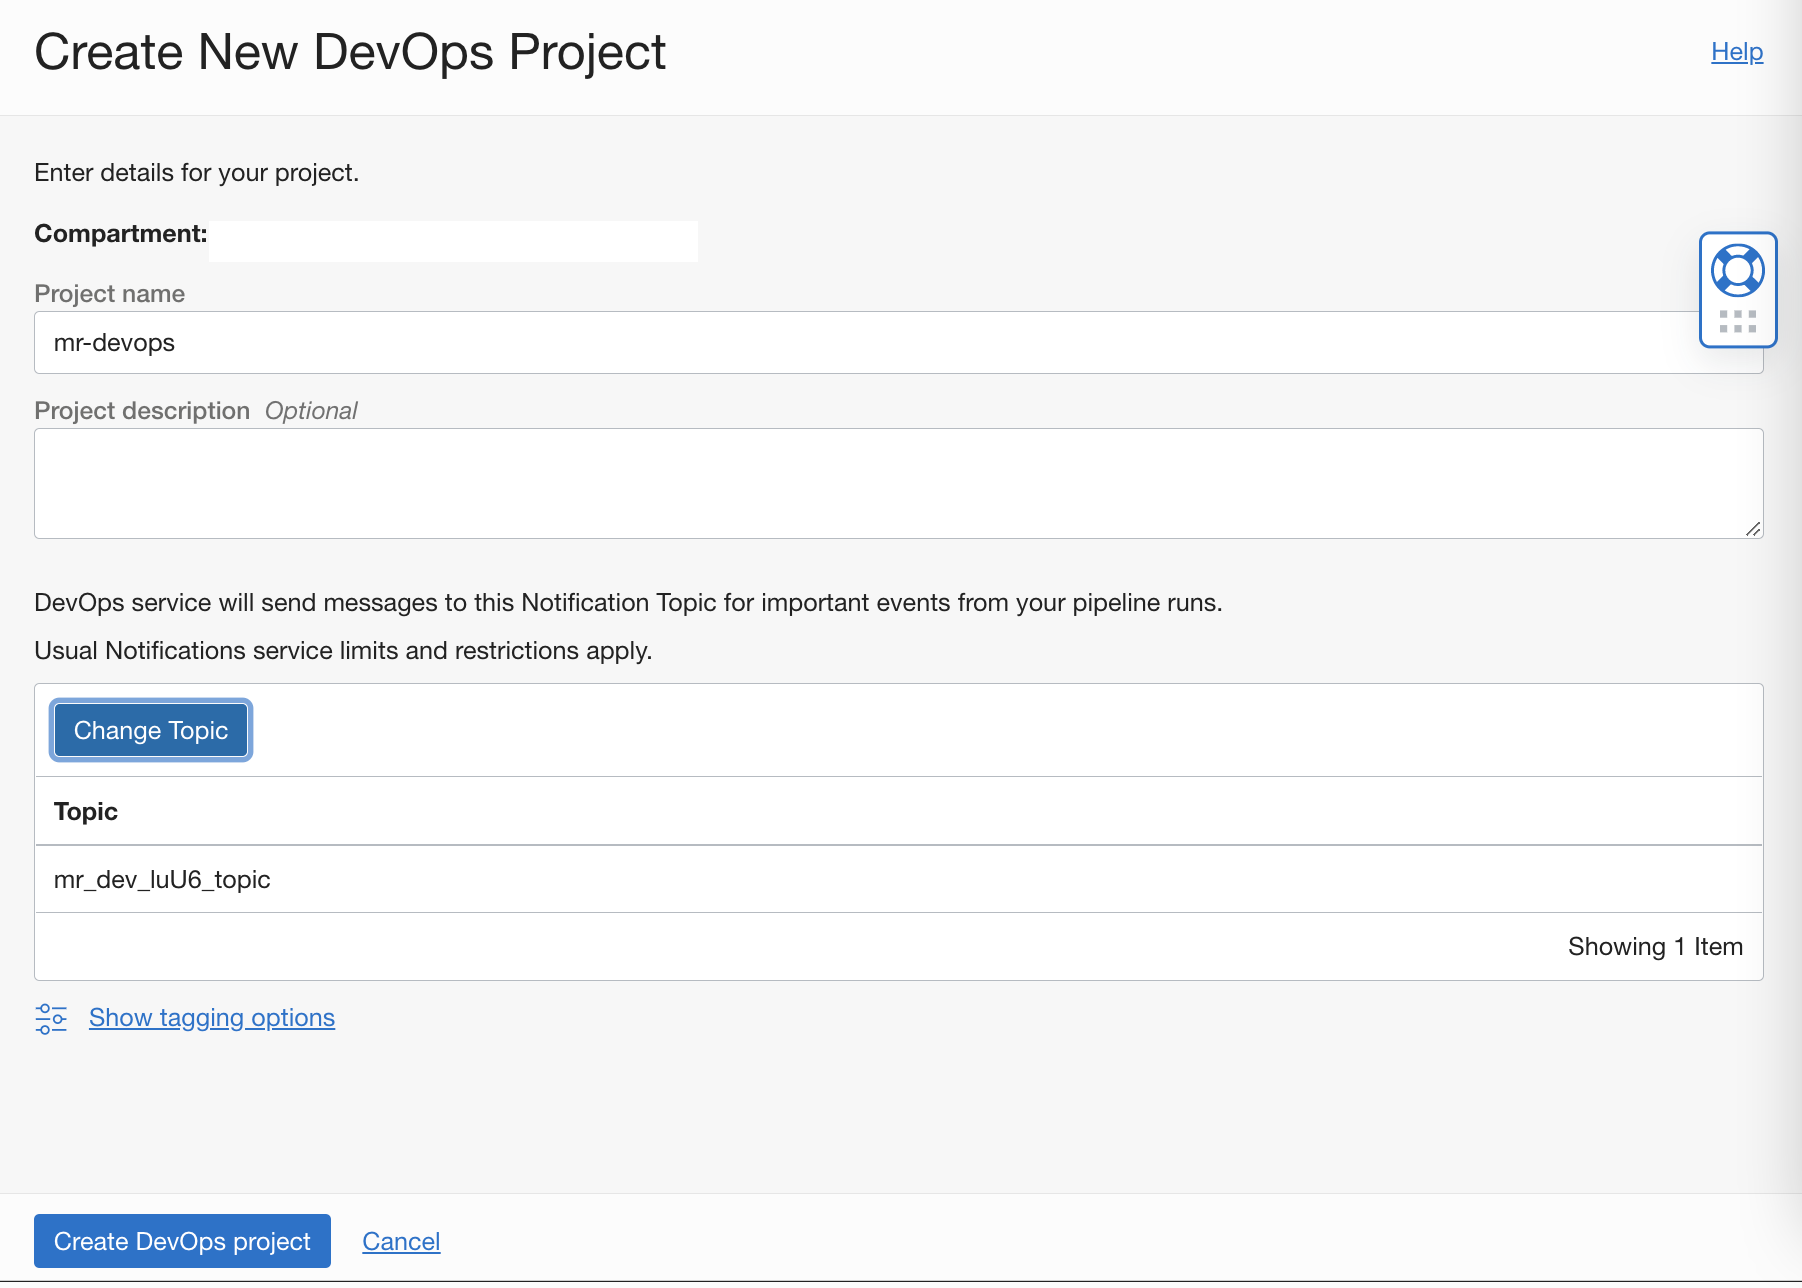 Create New DevOps Project
Help
Enter details for your project.
Compartment:
Project name
mr-devops
Project description Optional
DevOps service will send messages to this Notification Topic for important events from your pipeline runs.
Usual Notifications service limits and restrictions apply.
Change Topic
Topic
mr_dev_luU6_topic
Showing 1 Item
Show tagging options
Create DevOps project
Cancel